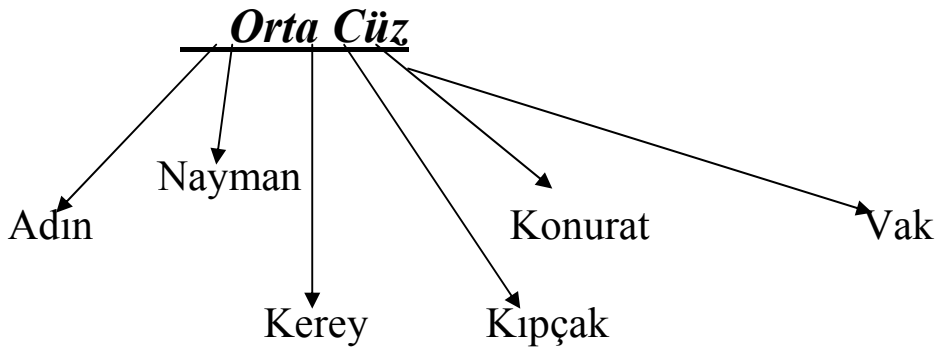 Orta Cüz
Nayman
Adın
Konurat
Vak
Kerey
Kıpçak